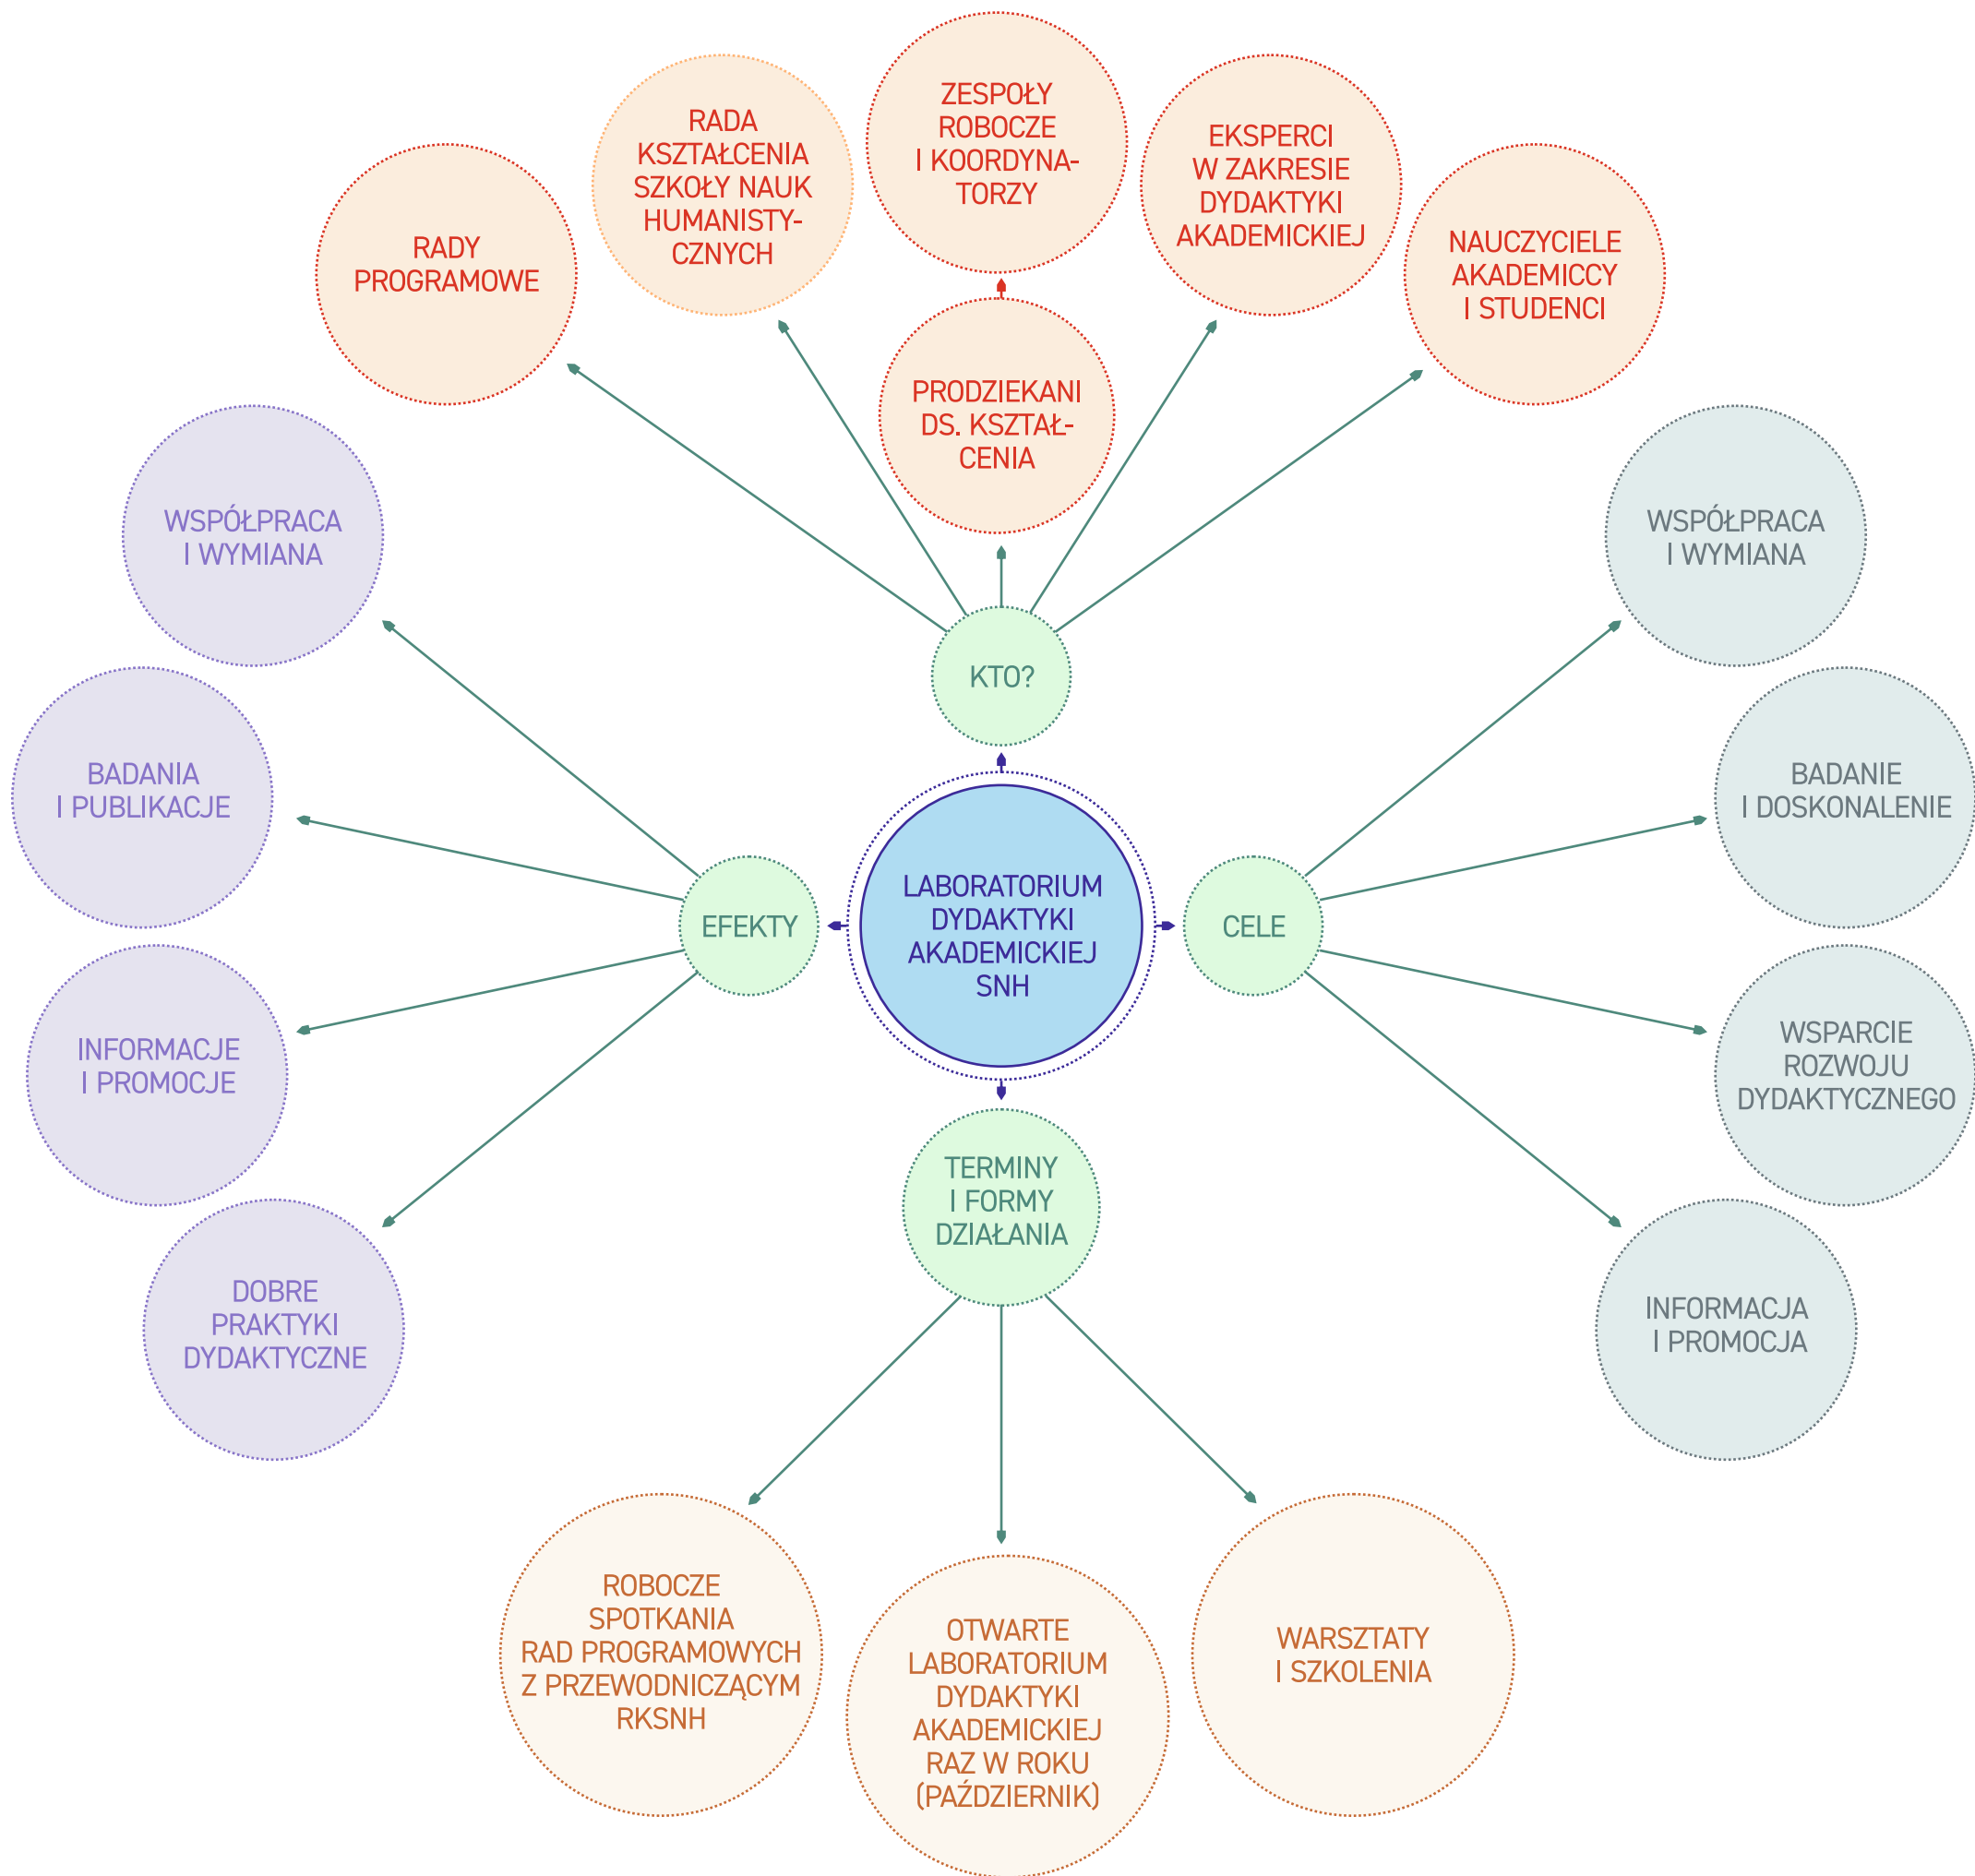 ZESPOŁY
ROBOCZE
I KOORDYNA-
TORZY
RADA
KSZTAŁCENIA
SZKOŁY NAUK
HUMANISTY-
CZNYCH
EKSPERCI
W ZAKRESIE
DYDAKTYKI
AKADEMICKIEJ
RADY
PROGRAMOWE
NAUCZYCIELE
AKADEMICCY
I STUDENCI
PRODZIEKANI
DS. KSZTAŁ-
CENIA
WSPÓŁPRACA
I WYMIANA
WSPÓŁPRACA
I WYMIANA
KTO?
BADANIA
I PUBLIKACJE
BADANIE
I DOSKONALENIE
EFEKTY
LABORATORIUM
DYDAKTYKI
AKADEMICKIEJ
SNH
CELE
INFORMACJE
I PROMOCJE
WSPARCIE
ROZWOJU
DYDAKTYCZNEGO
TERMINY
I FORMY
DZIAŁANIA
DOBRE
PRAKTYKI
DYDAKTYCZNE
INFORMACJA
I PROMOCJA
ROBOCZE
SPOTKANIA
RAD PROGRAMOWYCH
Z PRZEWODNICZĄCYM
RKSNH
OTWARTE
LABORATORIUM
DYDAKTYKI
AKADEMICKIEJ
RAZ W ROKU
(PAŹDZIERNIK)
WARSZTATY
I SZKOLENIA